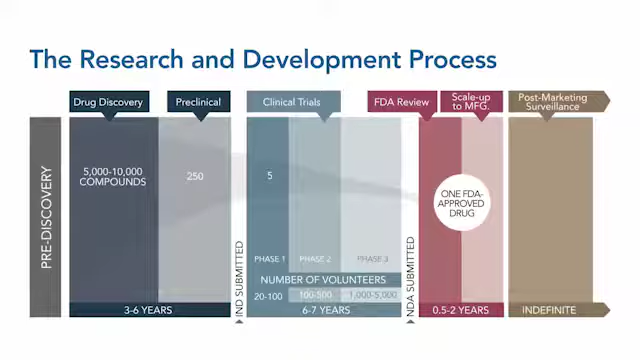 The Research and Development Process
Drug Discovery
Preclinical
Clinical Trials
FDA Review
Scale-up
to MFG.
Post-Marketing
Surveillance
PRE-DISCOVERY
5,000-10,000
COMPOUNDS
250
5
ONE FDA-
APPROVED
DRUG
IND SUBMITTED
NDA SUBMITTED
PHASE 1
PHASE 2
PHASE 3
NUMBER OF VOLUNTEERS
20-100
100-500
1,000-5,000
3-6 YEARS
6-7 YEARS
0.5-2 YEARS
INDEFINITE